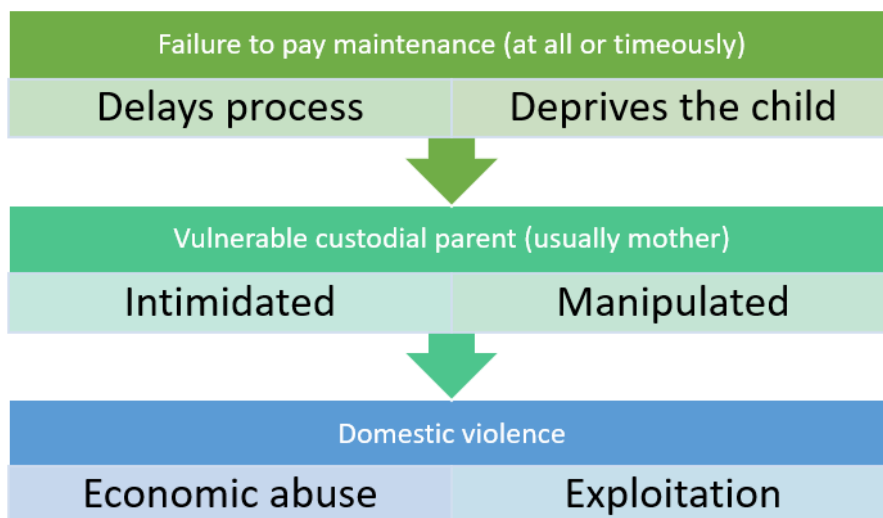 Failure to pay maintenance (at all or timeously)
Delays process
Deprives the child
Vulnerable custodial parent (usually mother)
Intimidated
Manipulated
Domestic violence
Economic abuse
Exploitation